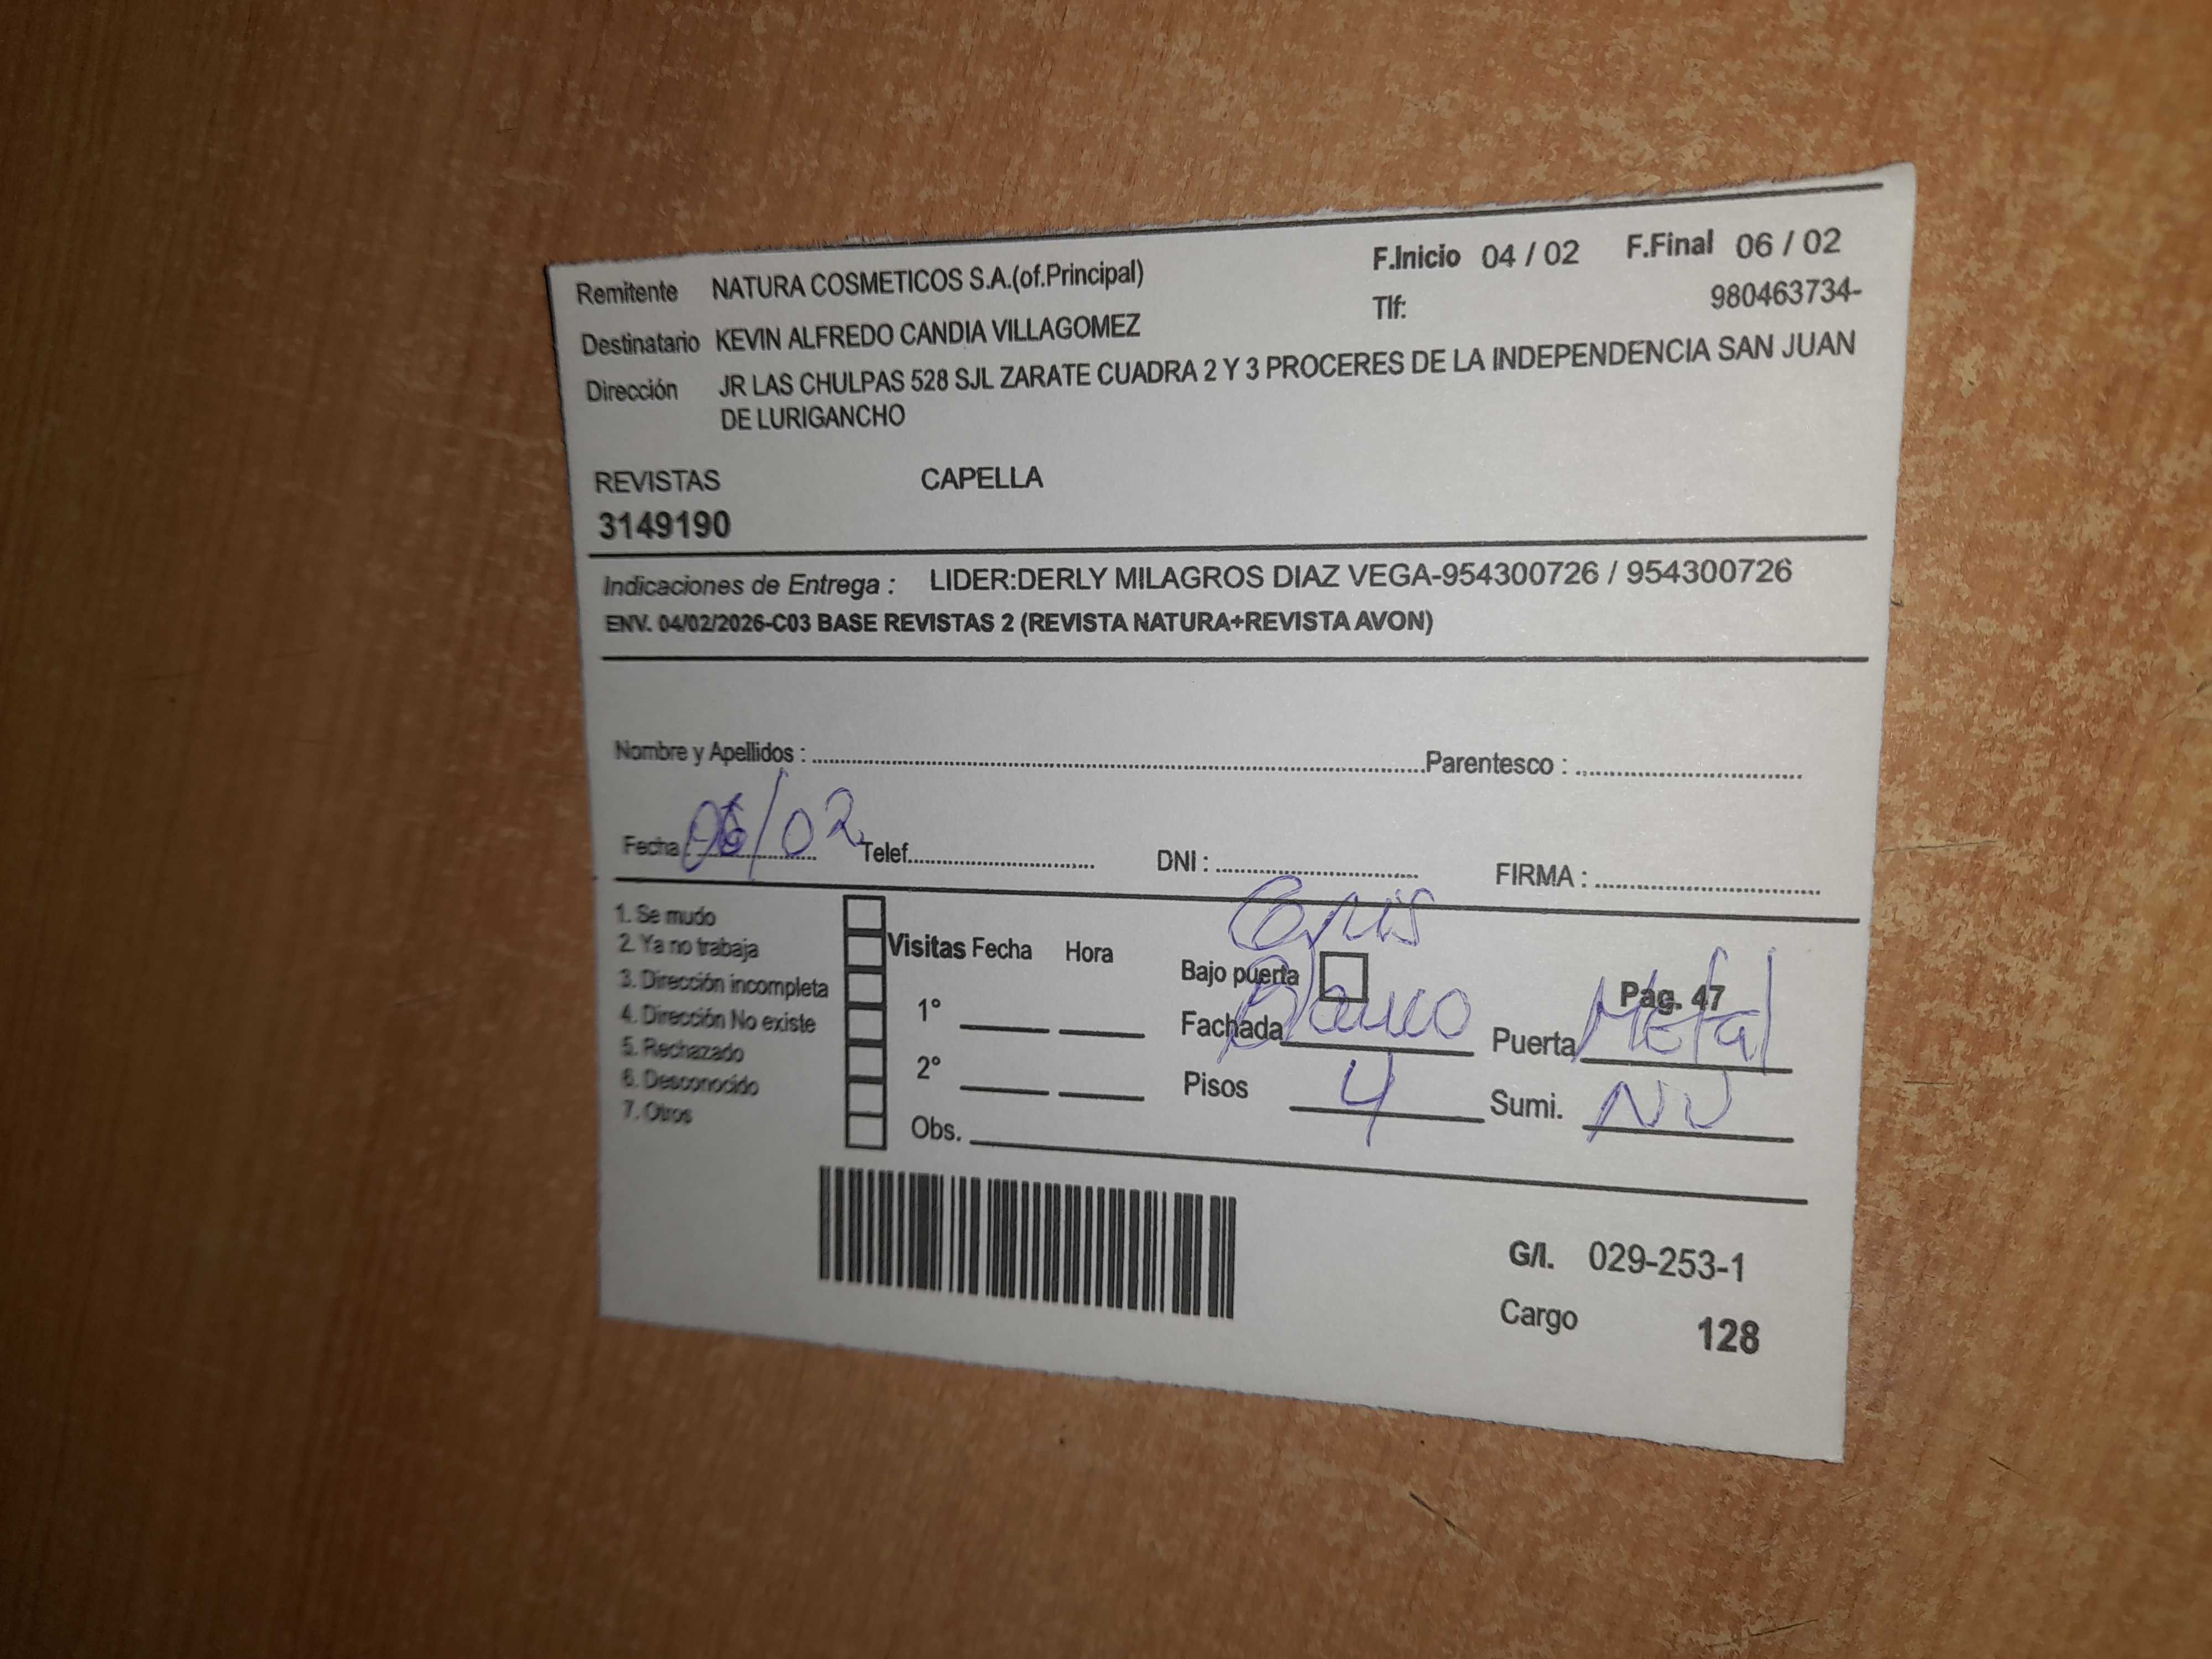 Remitente NATURA COSMETICOS S.A.(of.Principal) F.Inicio 04 / 02 F.Final 06 / 02
Tlf: 980463734-
Destinatario KEVIN ALFREDO CANDIA VILLAGOMEZ
Dirección JR LAS CHULPAS 528 SJL ZARATE CUADRA 2 Y 3 PROCERES DE LA INDEPENDENCIA SAN JUAN
DE LURIGANCHO
REVISTAS CAPELLA
3149190
Indicaciones de Entrega : LIDER:DERLY MILAGROS DIAZ VEGA-954300726 / 954300726
ENV. 04/02/2026-C03 BASE REVISTAS 2 (REVISTA NATURA+REVISTA AVON)
Nombre y Apellidos : Parentesco :
Fecha : 06/02 Telef. DNI : FIRMA :
1. Se mudo
2. Ya no trabaja
3. Dirección incompleta
4. Dirección No existe
5. Rechazado
6. Desconocido
7. Otros
Visitas Fecha Hora
1°
2°
Obs.
Gris
Bajo puerta Pag. 47
Fachada Blanco Puerta Metal
Pisos 4 Sumi.
G/I. 029-253-1
Cargo 128